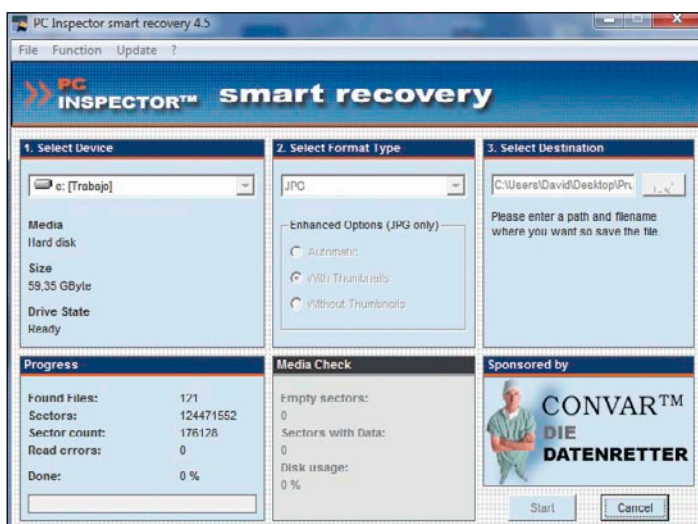 PC Inspector smart recovery 4.5
File Function Update ?
PC INSPECTOR™ smart recovery
1. Select Device
c: [Trabajo]
Media
Hard disk
Size
59,35 GByte
Drive State
Ready
2. Select Format Type
JPG
Enhanced Options (JPG only)
Automatic
With Thumbnails
Without Thumbnails
3. Select Destination
C:\Users\David\Desktop\Pru
Please enter a path and filename
where you want so save the file.
Progress
Found Files: 121
Sectors: 124471552
Sector count: 176128
Read errors: 0
Done: 0 %
Media Check
Empty sectors:
0
Sectors with Data:
0
Disk usage:
0 %
Sponsored by
CONVAR™
DIE
DATENRETTER
Start Cancel